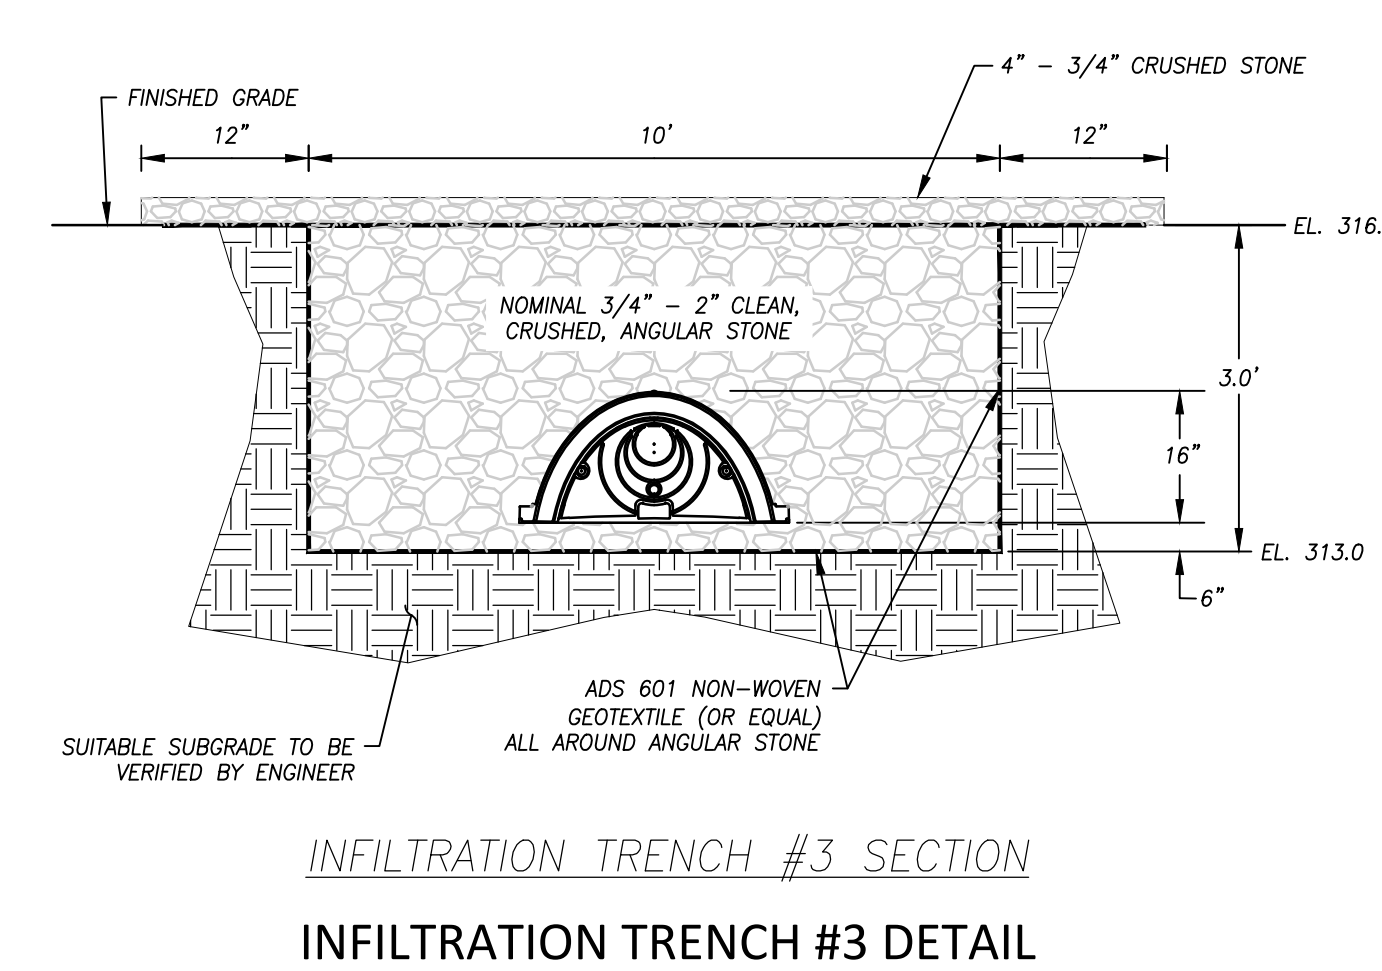 4” - 3/4” CRUSHED STONE
FINISHED GRADE
12”
10’
12”
EL. 316.
NOMINAL 3/4” - 2” CLEAN,
CRUSHED, ANGULAR STONE
3.0’
16”
EL. 313.0
6”
ADS 601 NON-WOVEN
GEOTEXTILE (OR EQUAL)
ALL AROUND ANGULAR STONE
SUITABLE SUBGRADE TO BE
VERIFIED BY ENGINEER
INFILTRATION TRENCH #3 SECTION
INFILTRATION TRENCH #3 DETAIL